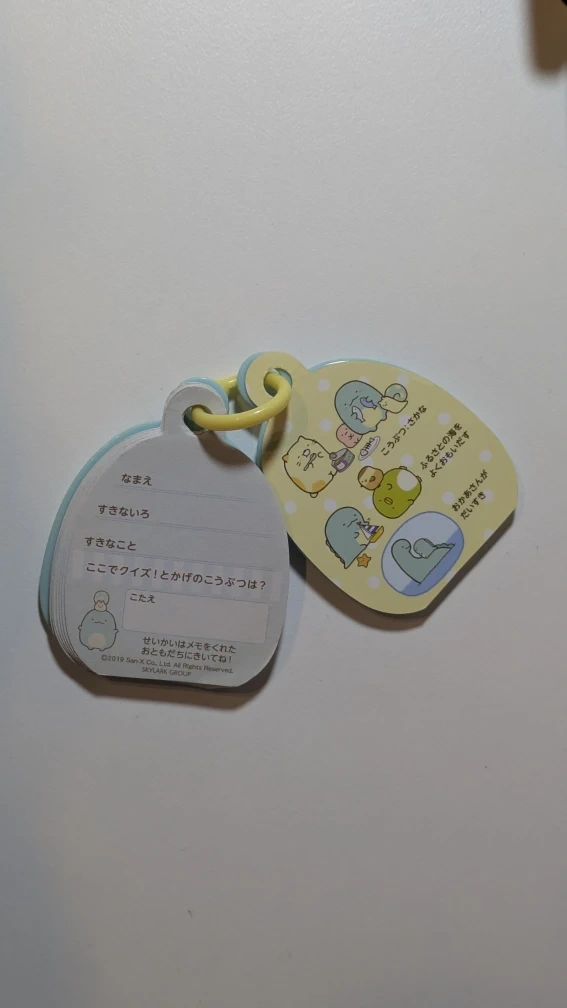 なまえ
すきないろ
すきなこと
ここでクイズ！とかげのこうぶつは？
こたえ
せいかいはメモをくれた
おともだちにきいてね！
©2019 San-X Co., Ltd. All Rights Reserved.
SKYLARK GROUP
こうぶつ：さかな
ふるさとの海を
よくおもいだす
おかあさんが
だいすき